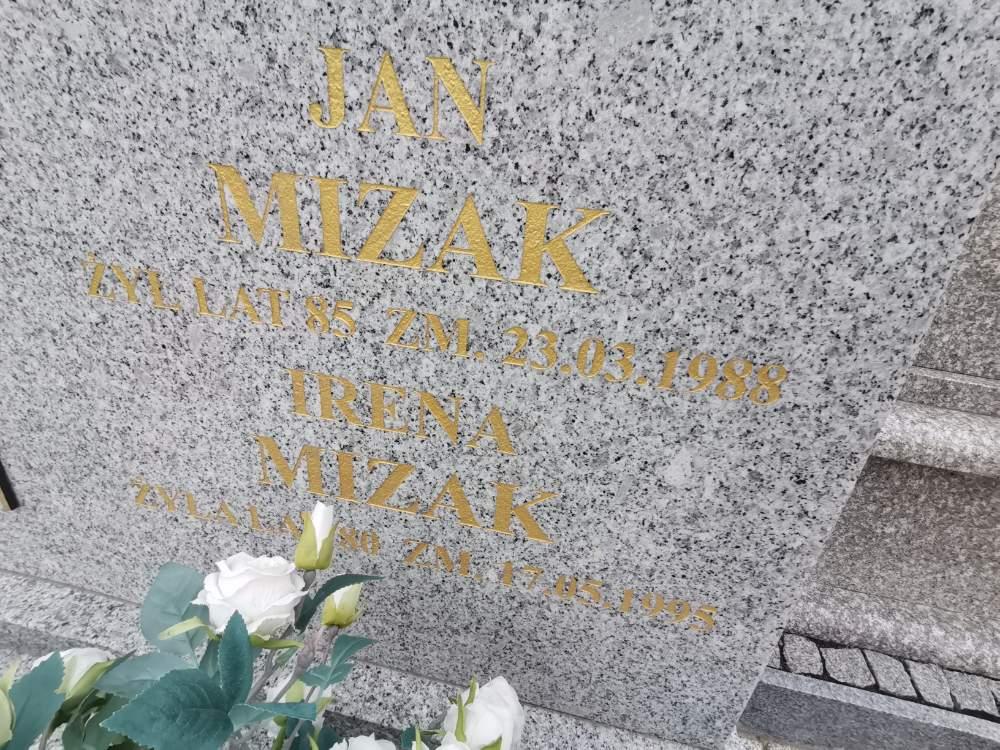 JAN
MIZAK
ŻYŁ LAT 85 ZM. 23.03.1988
IRENA
MIZAK
ŻYŁA LAT 80 ZM. 17.05.1995